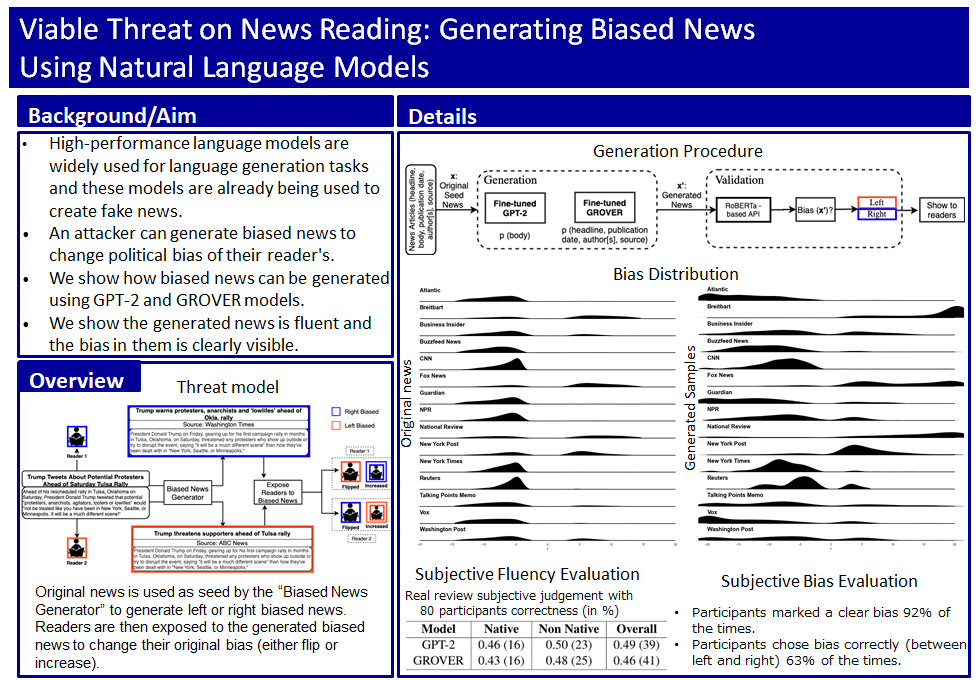 Viable Threat on News Reading: Generating Biased News
Using Natural Language Models
Background/Aim
• High-performance language models are
widely used for language generation tasks
and these models are already being used to
create fake news.
• An attacker can generate biased news to
change political bias of their reader's.
• We show how biased news can be generated
using GPT-2 and GROVER models.
• We show the generated news is fluent and
the bias in them is clearly visible.
Overview
Threat model
Trump warns protesters, anarchists and 'lowlifes' ahead of
Okla. rally
Source: Washington Times
President Donald Trump on Friday, gearing up for his first campaign rally in months
in Tulsa, Oklahoma, on Saturday, threatened any protesters who show up outside or
try to disrupt the event, saying "It will be a much different scene" than how they've
been dealt with in "New York, Seattle, or Minneapolis."
Right Biased
Left Biased
Reader 1
Trump Tweets About Potential Protesters
Ahead of Saturday Tulsa Rally
Ahead of his rescheduled rally in Tulsa, Oklahoma on
Saturday, President Donald Trump tweeted that potential
"protesters, anarchists, agitators, looters or lowlifes" would
"not be treated like you have been in New York, Seattle, or
Minneapolis. It will be a much different scene!"
Reader 2
Biased News
Generator
Expose
Readers to
Biased News
Reader 1
Flipped
Increased
Flipped
Increased
Reader 2
Trump threatens supporters ahead of Tulsa rally
Source: ABC News
President Donald Trump on Friday, gearing up for his first campaign rally in months
in Tulsa, Oklahoma, on Saturday, threatened any protesters who show up outside or
try to disrupt the event, saying "It will be a much different scene" than how they've
been dealt with in "New York, Seattle, or Minneapolis."
Original news is used as seed by the "Biased News
Generator" to generate left or right biased news.
Readers are then exposed to the generated biased
news to change their original bias (either flip or
increase).
Details
Generation Procedure
News Articles (headline,
body, publication date,
author[s], source)
x:
Original
Seed
News
Generation
Fine-tuned
GPT-2
p (body)
Fine-tuned
GROVER
p (headline, publication
date, author[s], source)
x':
Generated
News
Validation
RoBERTa -
based API
Bias (x')?
Left
Right
Show to
readers
Bias Distribution
Original news
Atlantic
Breitbart
Business Insider
Buzzfeed News
CNN
Fox News
Guardian
NPR
National Review
New York Post
New York Times
Reuters
Talking Points Memo
Vox
Washington Post
Generated Samples
Atlantic
Breitbart
Business Insider
Buzzfeed News
CNN
Fox News
Guardian
NPR
National Review
New York Post
New York Times
Reuters
Talking Points Memo
Vox
Washington Post
Subjective Fluency Evaluation
Real review subjective judgement with
80 participants correctness (in %)
Model Native Non Native Overall
GPT-2 0.46 (16) 0.50 (23) 0.49 (39)
GROVER 0.43 (16) 0.48 (25) 0.46 (41)
Subjective Bias Evaluation
• Participants marked a clear bias 92% of
the times.
• Participants chose bias correctly (between
left and right) 63% of the times.